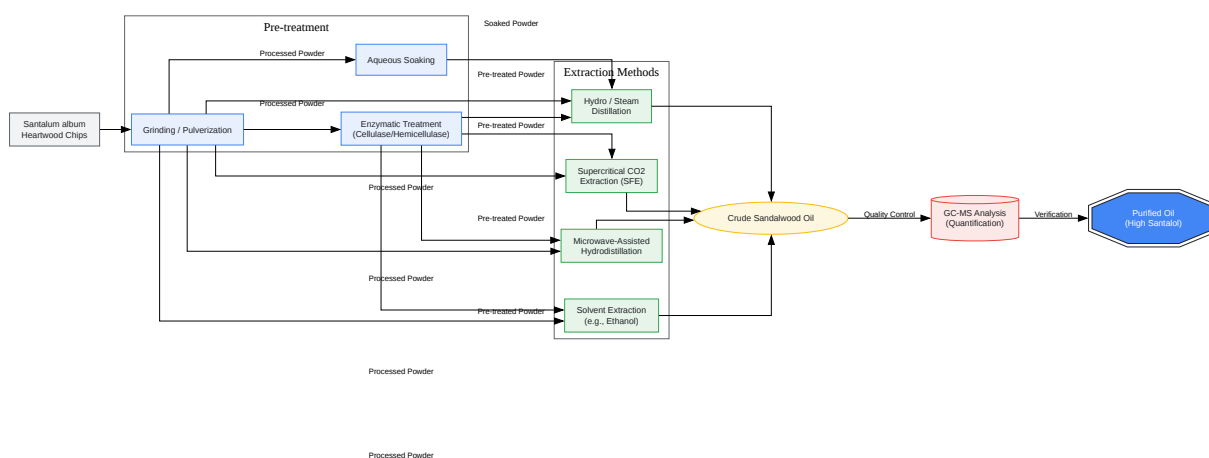 Soaked Powder
Pre-treatment
Processed Powder
Aqueous Soaking
Pre-treated Powder
Extraction Methods
Processed Powder
Hydro / Steam
Distillation
Santalum album
Heartwood Chips
Grinding / Pulverization
Enzymatic Treatment
(Cellulase/Hemicellulase)
Pre-treated Powder
Supercritical CO2
Extraction (SFE)
Processed Powder
Pre-treated Powder
Crude Sandalwood Oil
Quality Control
GC-MS Analysis
(Quantification)
Verification
Purified Oil
(High Santalol)
Microwave-Assisted
Hydrodistillation
Processed Powder
Pre-treated Powder
Solvent Extraction
(e.g., Ethanol)
Processed Powder
Processed Powder